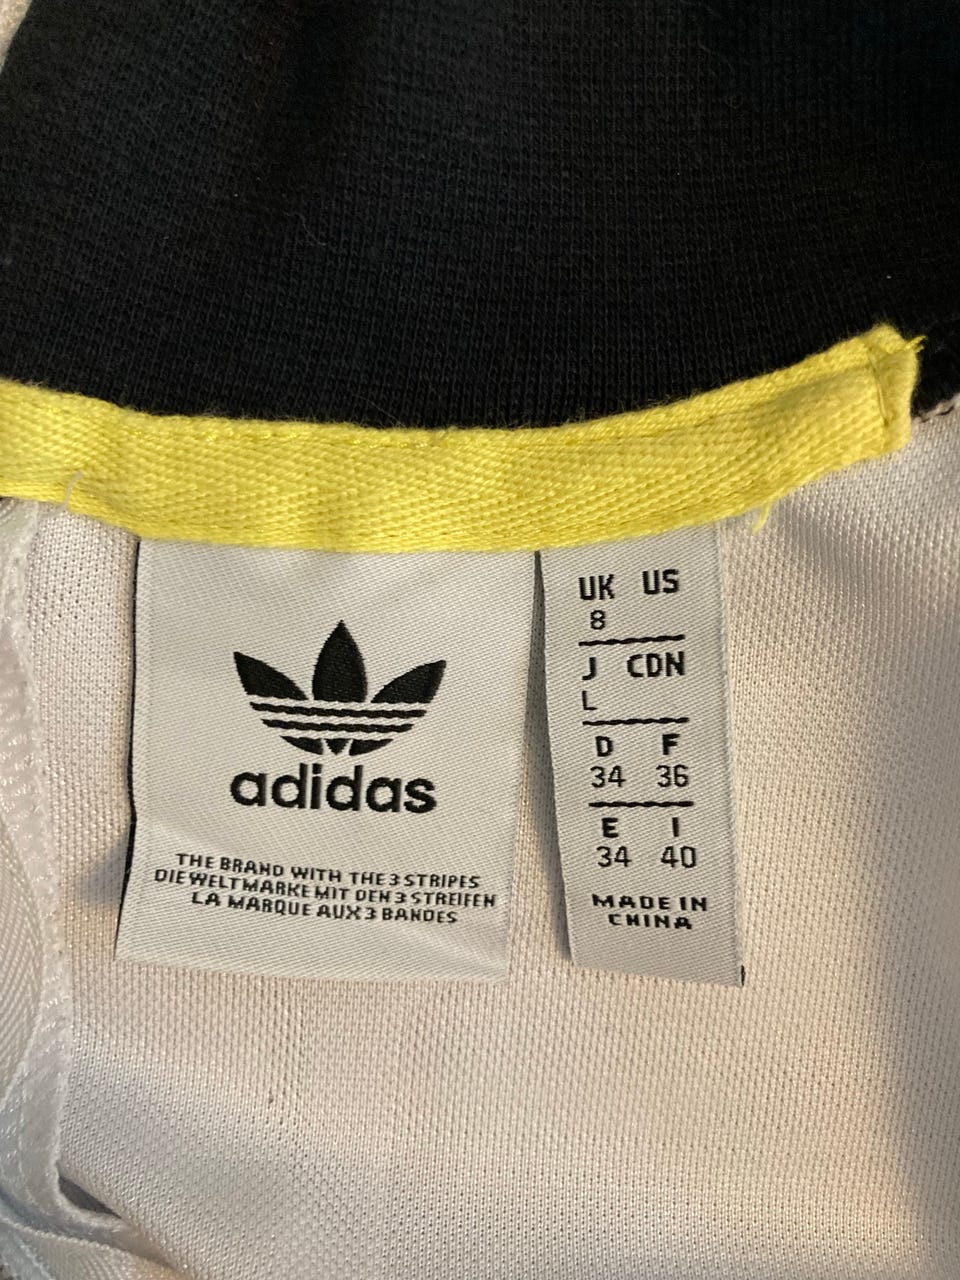 adidas
THE BRAND WITH THE 3 STRIPES
DIE WELTMARKE MIT DEN 3 STREIFEN
LA MARQUE AUX 3 BANDES
UK US
8
J CDN
L
D F
34 36
E I
34 40
MADE IN
CHINA